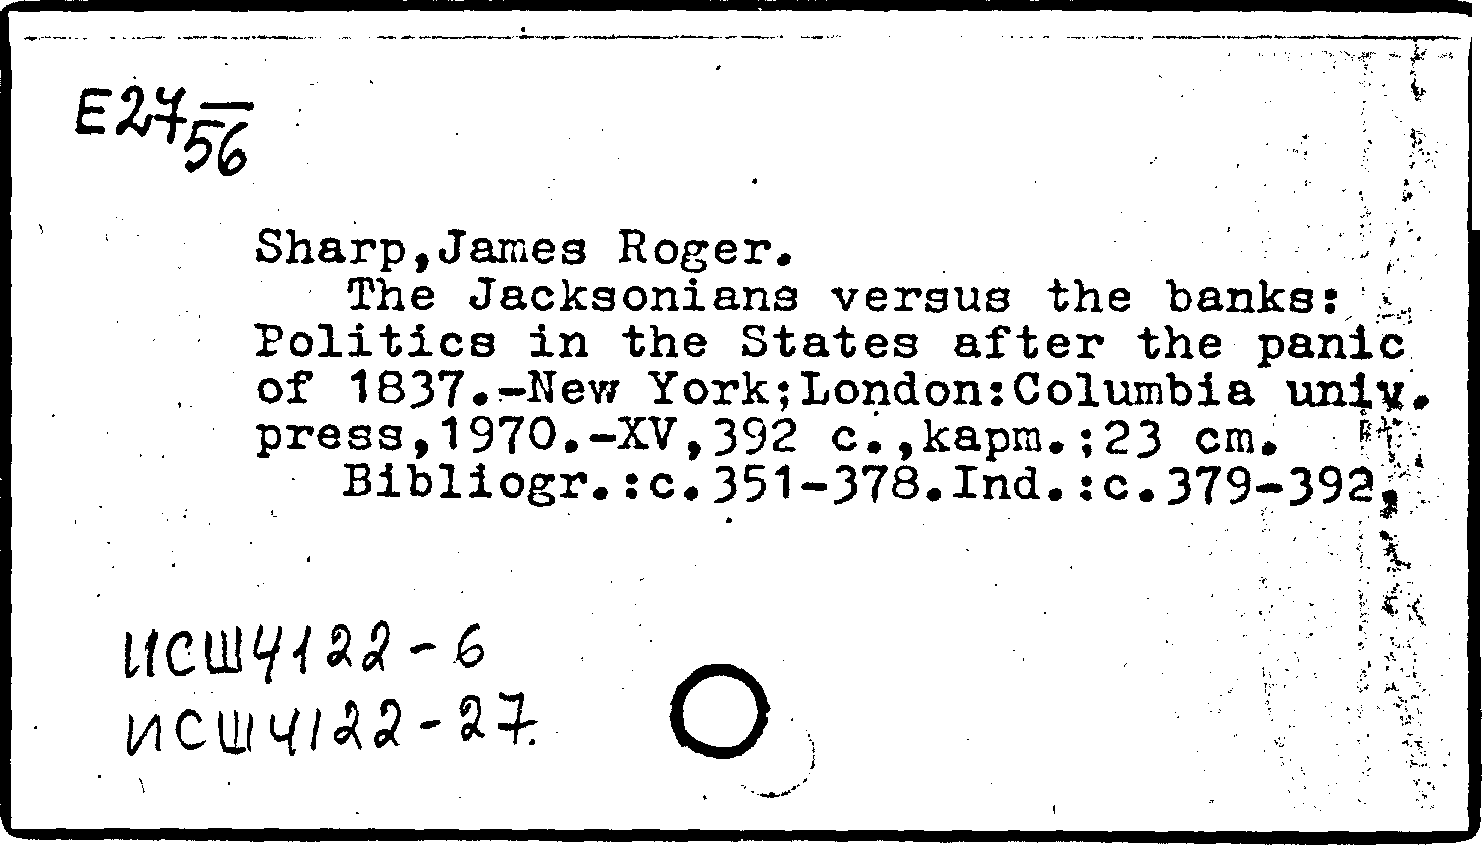 E27/56
Sharp,James Roger.
The Jacksonians versus the banks:
Politics in the States after the panic
of 1837.-New York;London:Columbia univ.
press,1970.-XV,392 c.,карт.;23 cm.
Bibliogr.:c.351-378.Ind.:c.379-392.
ИСШ4122-6
ИСШ4122-27.